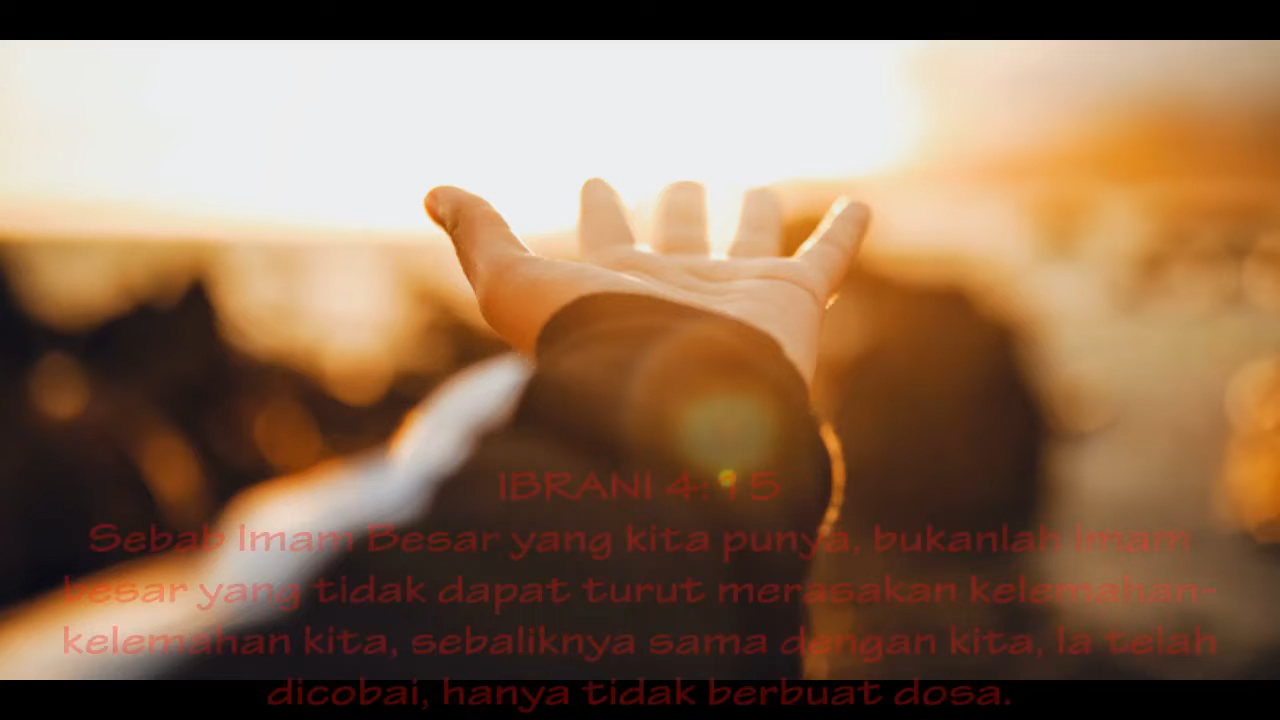 IBRANI 4:15
Sebab Imam Besar yang kita punya, bukanlah imam
besar yang tidak dapat turut merasakan kelemahan-
kelemahan kita, sebaliknya sama dengan kita, Ia telah
dicobai, hanya tidak berbuat dosa.